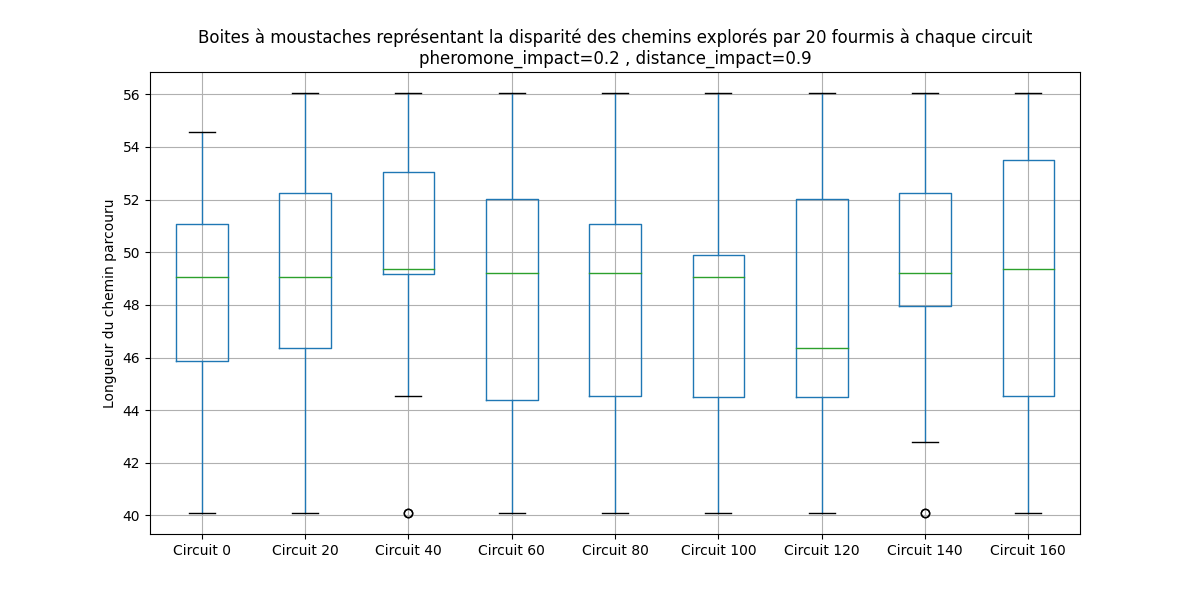 Boites à moustaches représentant la disparité des chemins explorés par 20 fourmis à chaque circuit
pheromone_impact=0.2 , distance_impact=0.9
Longueur du chemin parcouru
56
54
52
50
48
46
44
42
40
Circuit 0 Circuit 20 Circuit 40 Circuit 60 Circuit 80 Circuit 100 Circuit 120 Circuit 140 Circuit 160